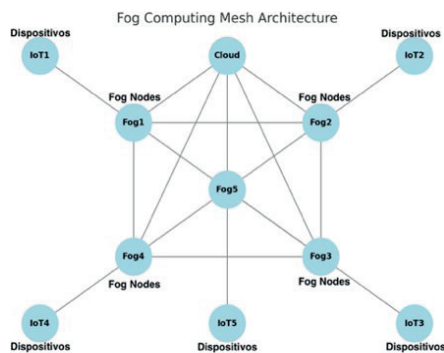 Fog Computing Mesh Architecture
Dispositivos
Dispositivos
IoT1
Cloud
IoT2
Fog Nodes
Fog Nodes
Fog1
Fog2
Fog5
Fog4
Fog3
Fog Nodes
Fog Nodes
IoT4
IoT5
IoT3
Dispositivos
Dispositivos
Dispositivos